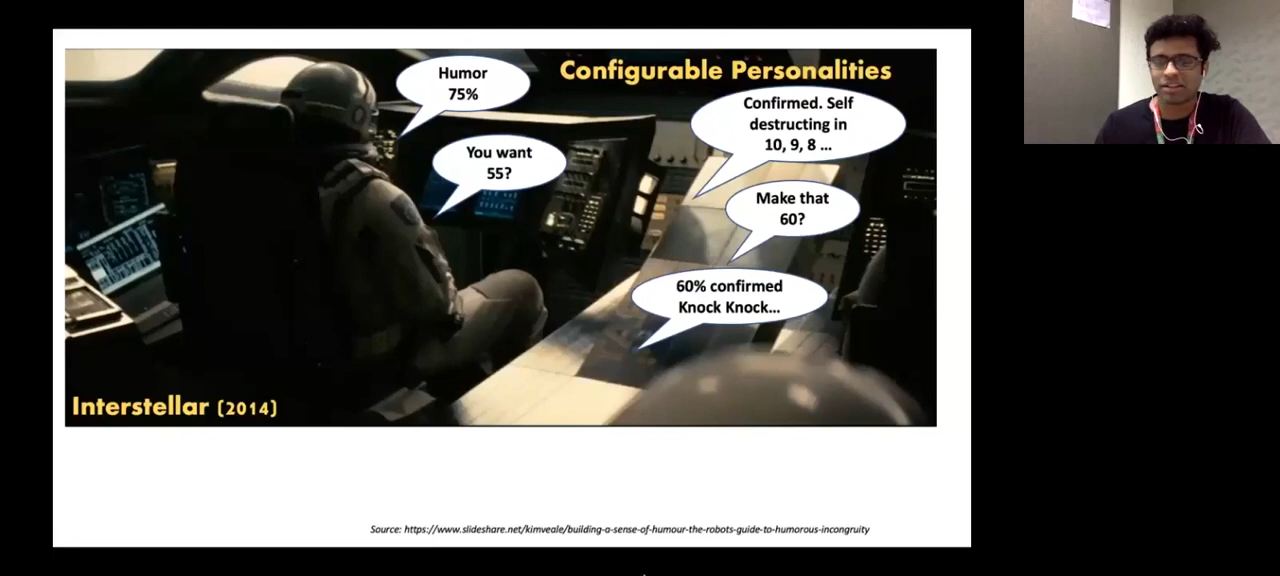 Configurable Personalities
Humor
75%
Confirmed. Self
destructing in
10, 9, 8 ...
You want
55?
Make that
60?
60% confirmed
Knock Knock...
Interstellar (2014)
Source: https://www.slideshare.net/kimveale/building-a-sense-of-humour-the-robots-guide-to-humorous-incongruity